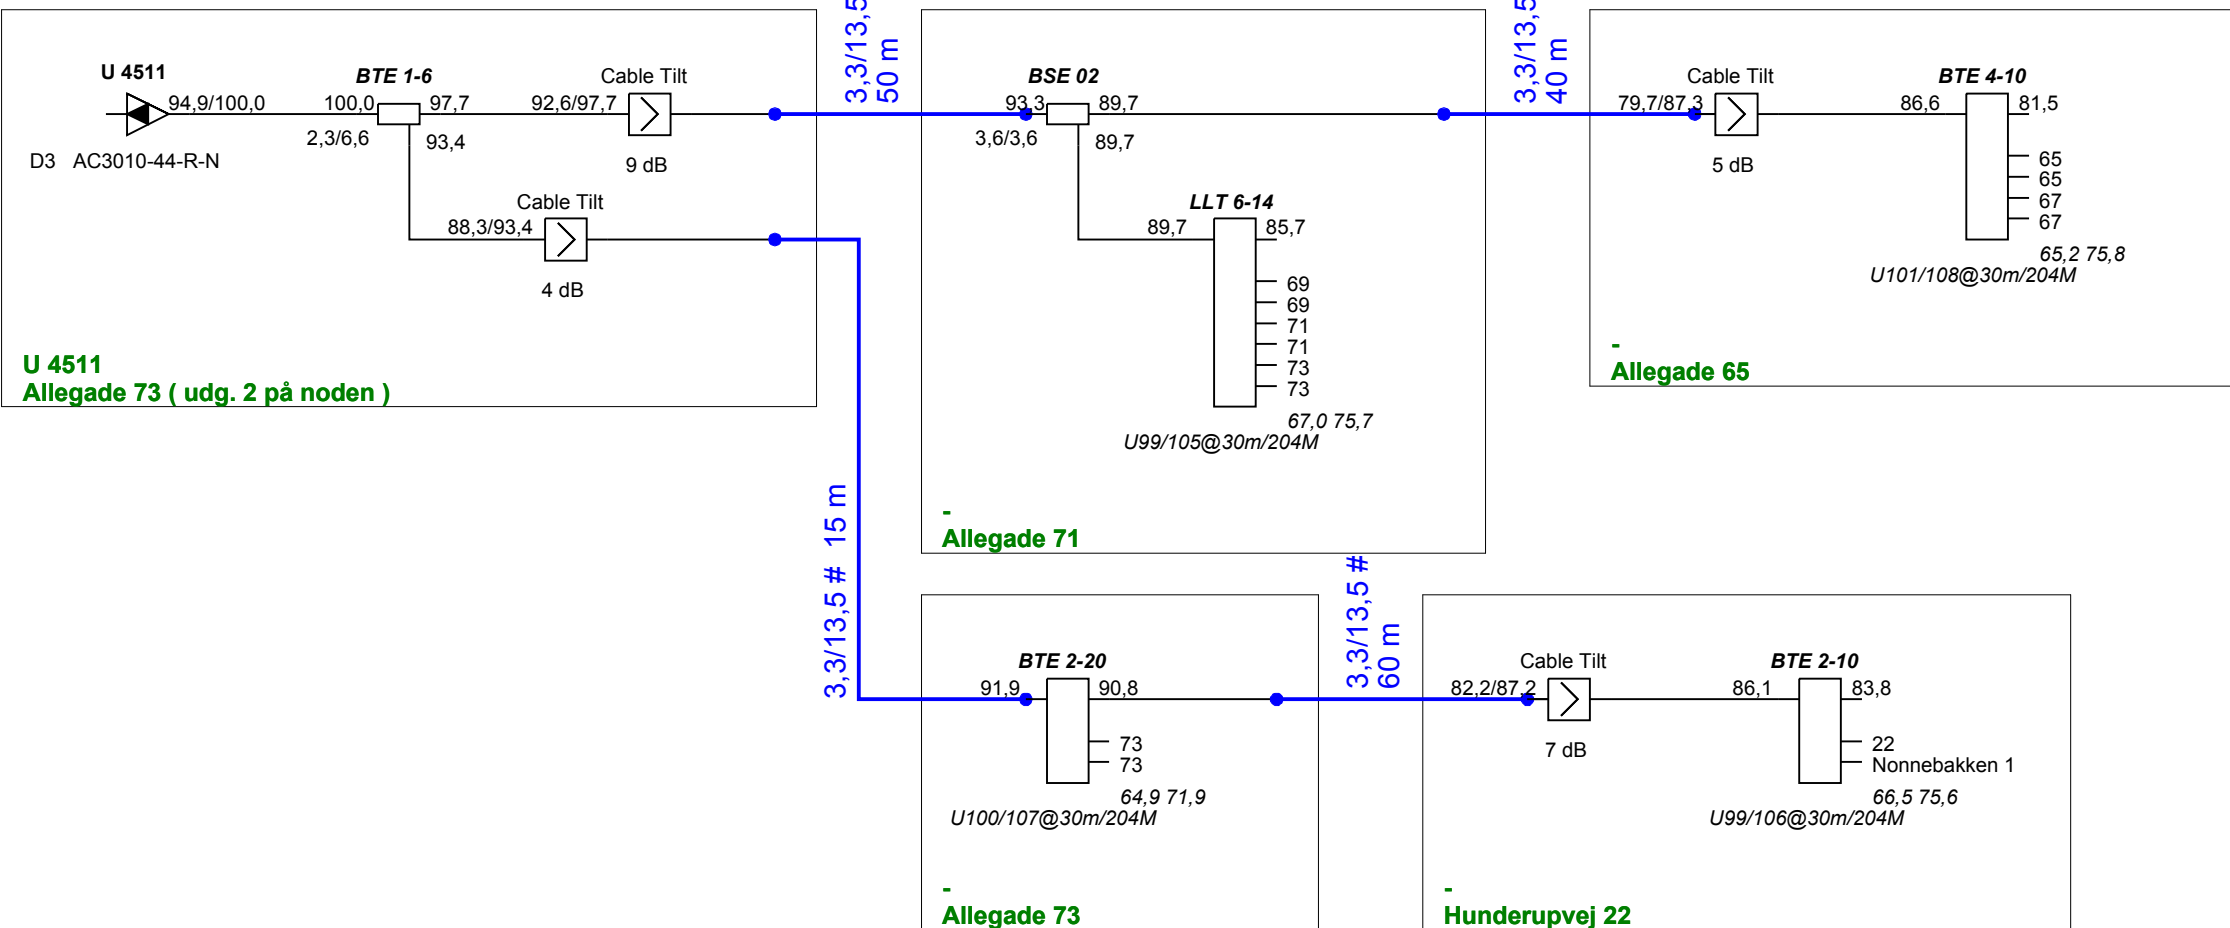 U 4511
94,9/100,0
D3 AC3010-44-R-N
BTE 1-6
100,0
97,7
2,3/6,6
93,4
Cable Tilt
92,6/97,7
9 dB
Cable Tilt
88,3/93,4
4 dB
U 4511
Allegade 73 ( udg. 2 på noden )
3,3/13,5
50 m
BSE 02
93,3
89,7
3,6/3,6
89,7
LLT 6-14
89,7
85,7
69
69
71
71
73
73
67,0 75,7
U99/105@30m/204M
-
Allegade 71
3,3/13,5
40 m
79,7/87,3
Cable Tilt
5 dB
BTE 4-10
86,6
81,5
65
65
67
67
65,2 75,8
U101/108@30m/204M
-
Allegade 65
3,3/13,5 # 15 m
BTE 2-20
91,9
90,8
73
73
64,9 71,9
U100/107@30m/204M
-
Allegade 73
3,3/13,5 #
60 m
82,2/87,2
Cable Tilt
7 dB
BTE 2-10
86,1
83,8
22
Nonnebakken 1
66,5 75,6
U99/106@30m/204M
-
Hunderupvej 22